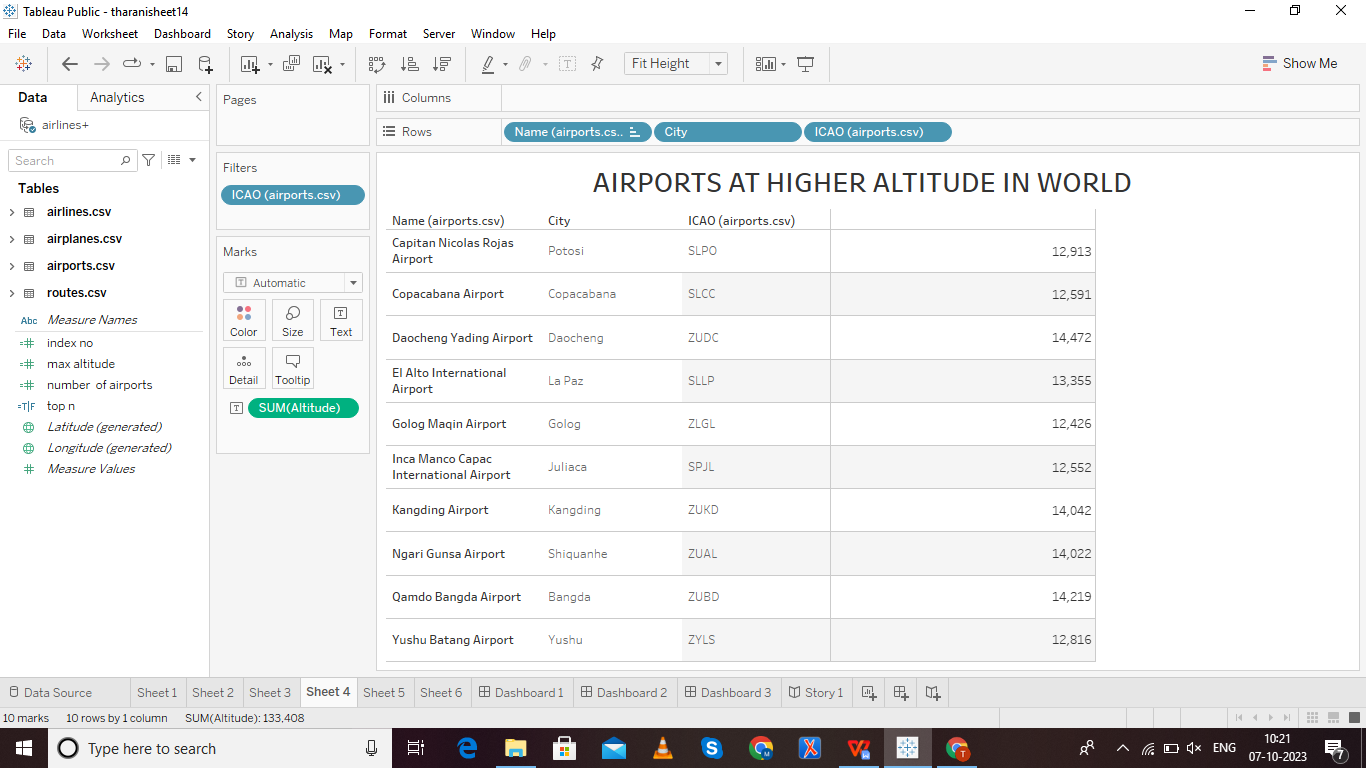 Tableau Public - tharanisheet14
File Data Worksheet Dashboard Story Analysis Map Format Server Window Help
Fit Height
Show Me
Data Analytics
airlines+
Search
Tables
airlines.csv
airplanes.csv
airports.csv
routes.csv
Abc Measure Names
index no
max altitude
number of airports
T|F top n
Latitude (generated)
Longitude (generated)
Measure Values
Pages
Filters
ICAO (airports.csv)
Marks
Automatic
Color Size Text
Detail Tooltip
SUM(Altitude)
Columns
Rows Name (airports.cs.. City ICAO (airports.csv)
AIRPORTS AT HIGHER ALTITUDE IN WORLD
Name (airports.csv) City ICAO (airports.csv)
Capitan Nicolas Rojas
Airport Potosi SLPO 12,913
Copacabana Airport Copacabana SLCC 12,591
Daocheng Yading Airport Daocheng ZUDC 14,472
El Alto International
Airport La Paz SLLP 13,355
Golog Maqin Airport Golog ZLGL 12,426
Inca Manco Capac
International Airport Juliaca SPJL 12,552
Kangding Airport Kangding ZUKD 14,042
Ngari Gunsa Airport Shiquanhe ZUAL 14,022
Qamdo Bangda Airport Bangda ZUBD 14,219
Yushu Batang Airport Yushu ZYLS 12,816
Data Source Sheet 1 Sheet 2 Sheet 3 Sheet 4 Sheet 5 Sheet 6 Dashboard 1 Dashboard 2 Dashboard 3 Story 1
10 marks 10 rows by 1 column SUM(Altitude): 133,408
Type here to search
ENG
10:21
07-10-2023
7